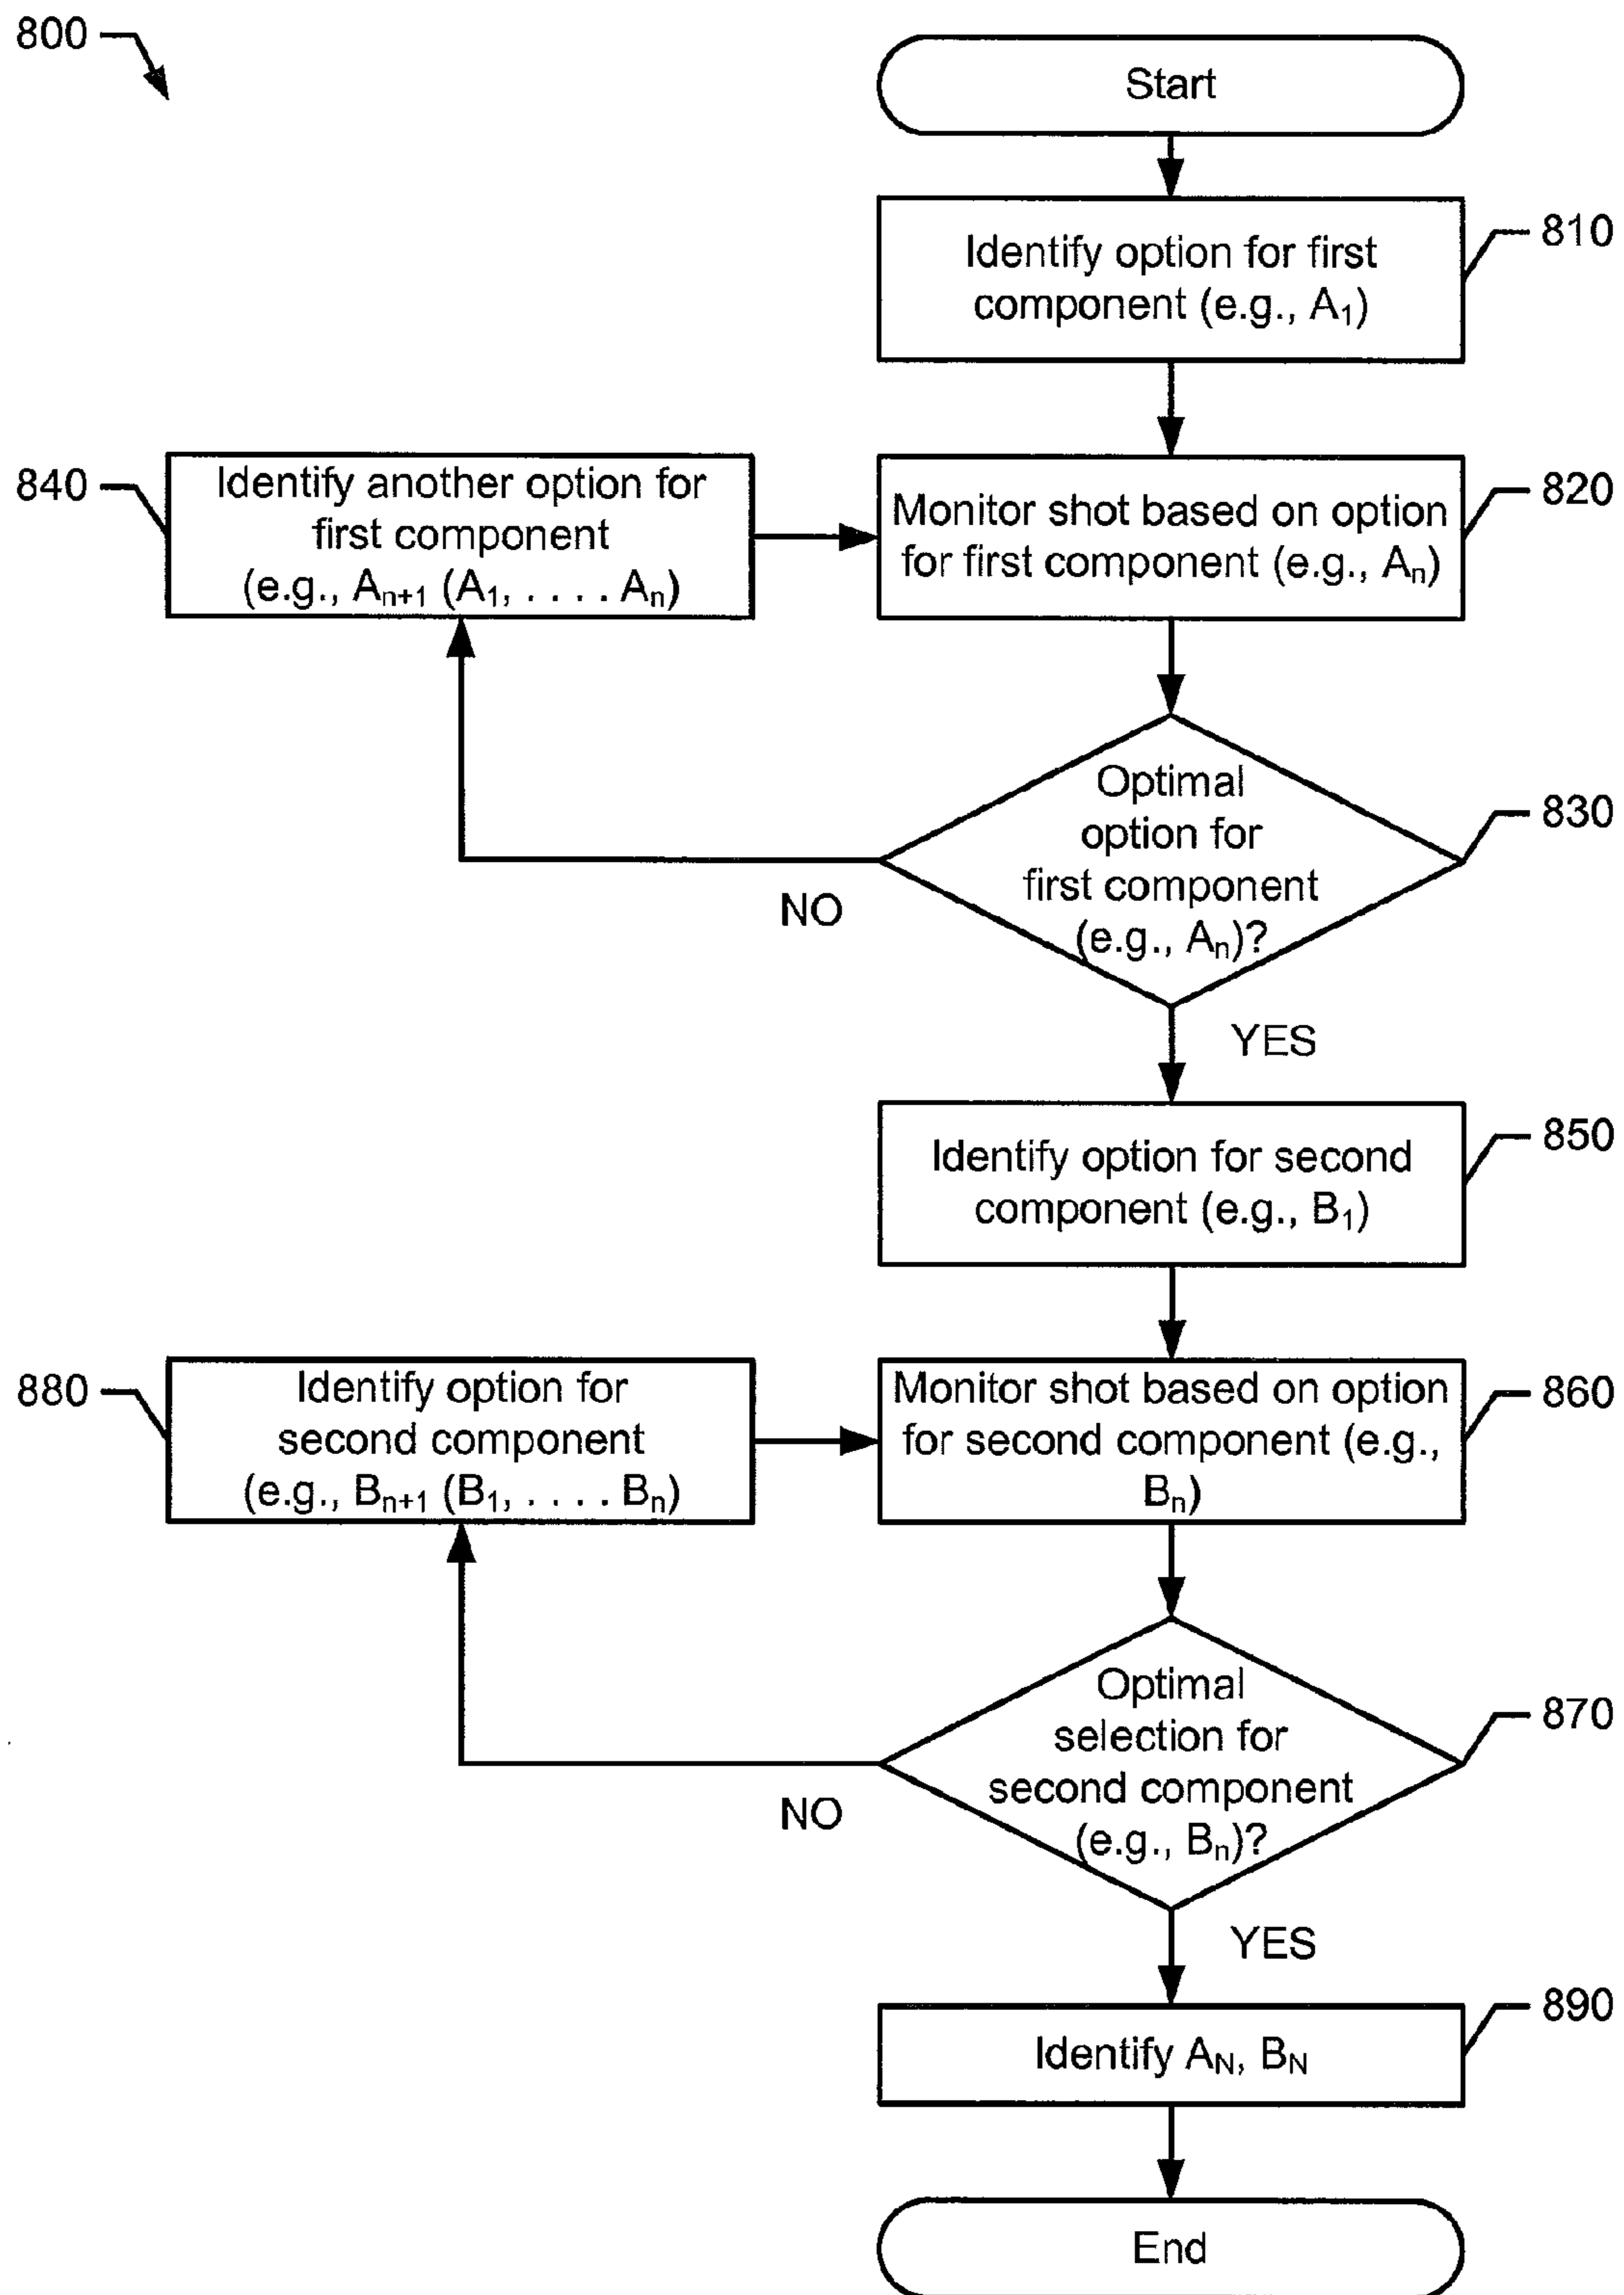 800
Start
Identify option for first
component (e.g., A₁)
810
840
Identify another option for
first component
(e.g., Aₙ₊₁ (A₁, . . . . Aₙ)
Monitor shot based on option
for first component (e.g., Aₙ)
820
Optimal
option for
first component
(e.g., Aₙ)?
830
NO
YES
Identify option for second
component (e.g., B₁)
850
880
Identify option for
second component
(e.g., Bₙ₊₁ (B₁, . . . . Bₙ)
Monitor shot based on option
for second component (e.g.,
Bₙ)
860
Optimal
selection for
second component
(e.g., Bₙ)?
870
NO
YES
Identify A_N, B_N
890
End